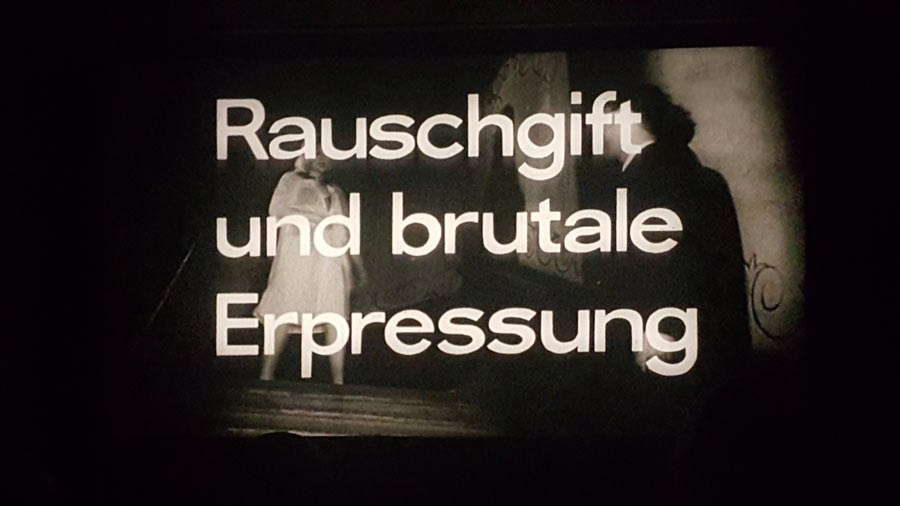 Rauschgift
und brutale
Erpressung